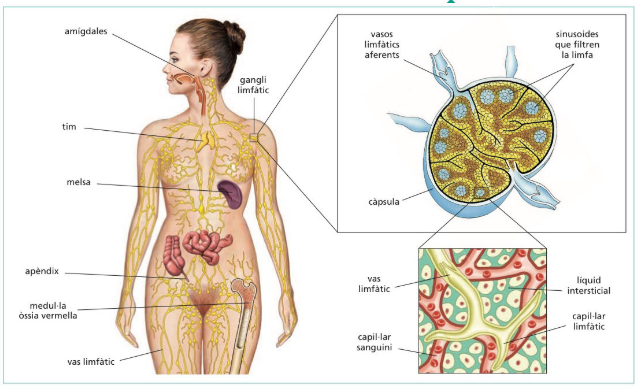 amígdales
gangli
limfàtic
tim
melsa
apèndix
medul·la
òssia vermella
vas limfàtic
vasos
limfàtics
aferents
sinusoides
que filtren
la limfa
càpsula
vas
limfàtic
capil·lar
sanguini
líquid
intersticial
capil·lar
limfàtic